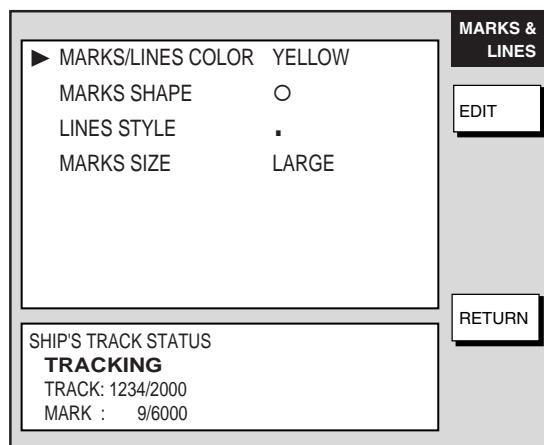 MARKS &
LINES
▶ MARKS/LINES COLOR YELLOW
MARKS SHAPE ○
LINES STYLE .
MARKS SIZE LARGE
EDIT
RETURN
SHIP'S TRACK STATUS
TRACKING
TRACK: 1234/2000
MARK : 9/6000